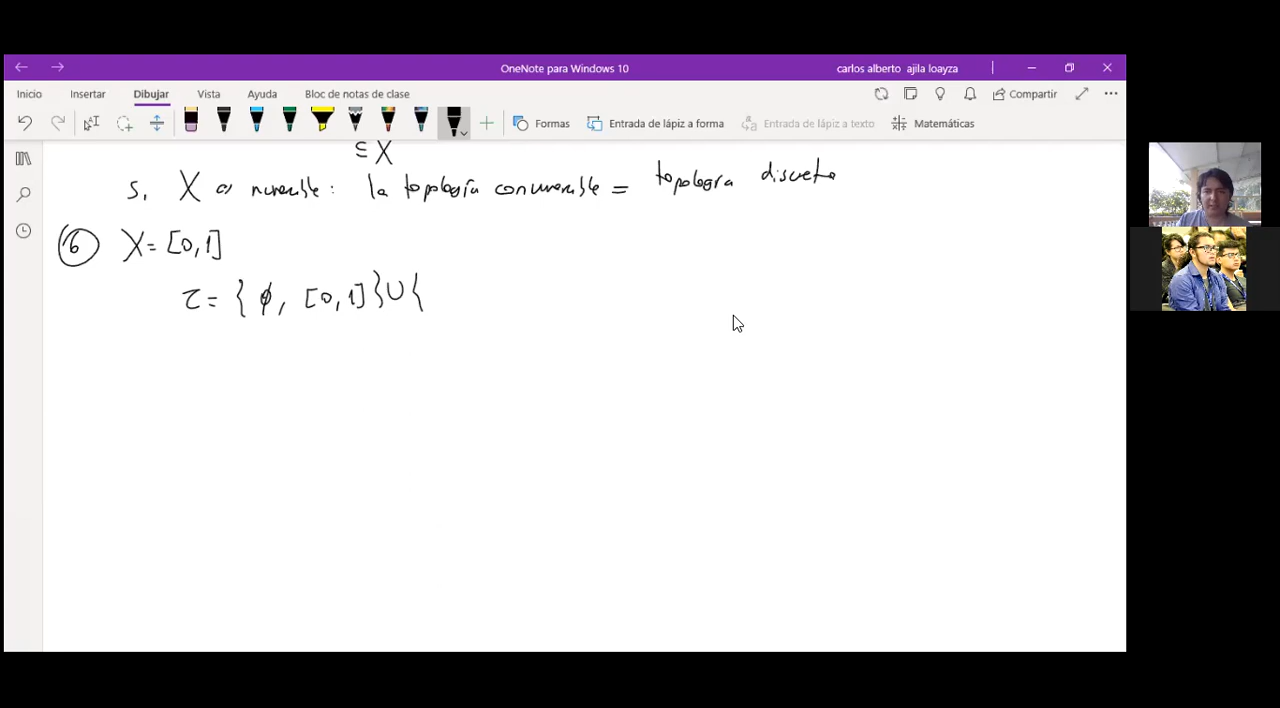 OneNote para Windows 10
carlos alberto ajila loayza
Inicio Insertar Dibujar Vista Ayuda Bloc de notas de clase
Compartir
Formas Entrada de lápiz a forma Entrada de lápiz a texto Matemáticas
⊆ X
Si X es numerable: la topología conumerable = topología discreta
6 X = [0,1]
τ = { ϕ, [0,1] } ∪ {